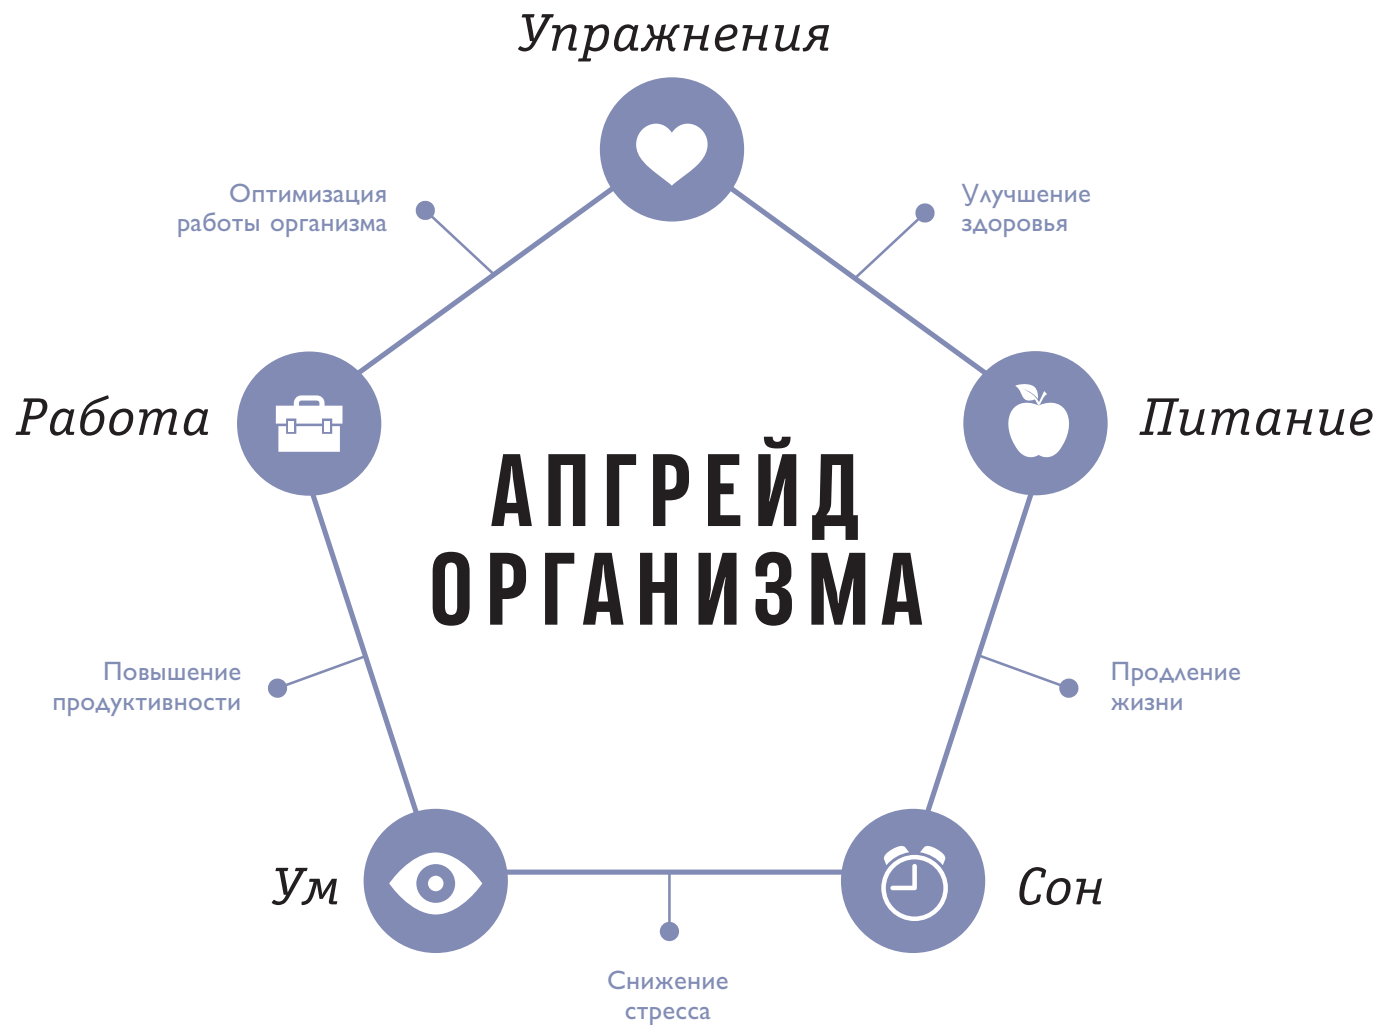 Упражнения
Оптимизация
работы организма
Улучшение
здоровья
Работа
Питание
АПГРЕЙД
ОРГАНИЗМА
Повышение
продуктивности
Продление
жизни
Ум
Сон
Снижение
стресса